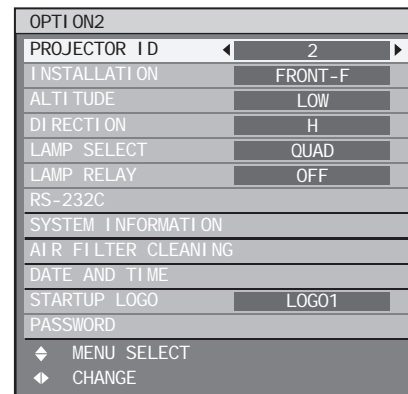 OPTION2
PROJECTOR ID 2
INSTALLATION FRONT-F
ALTITUDE LOW
DIRECTION H
LAMP SELECT QUAD
LAMP RELAY OFF
RS-232C
SYSTEM INFORMATION
AIR FILTER CLEANING
DATE AND TIME
STARTUP LOGO LOGO1
PASSWORD
MENU SELECT
CHANGE